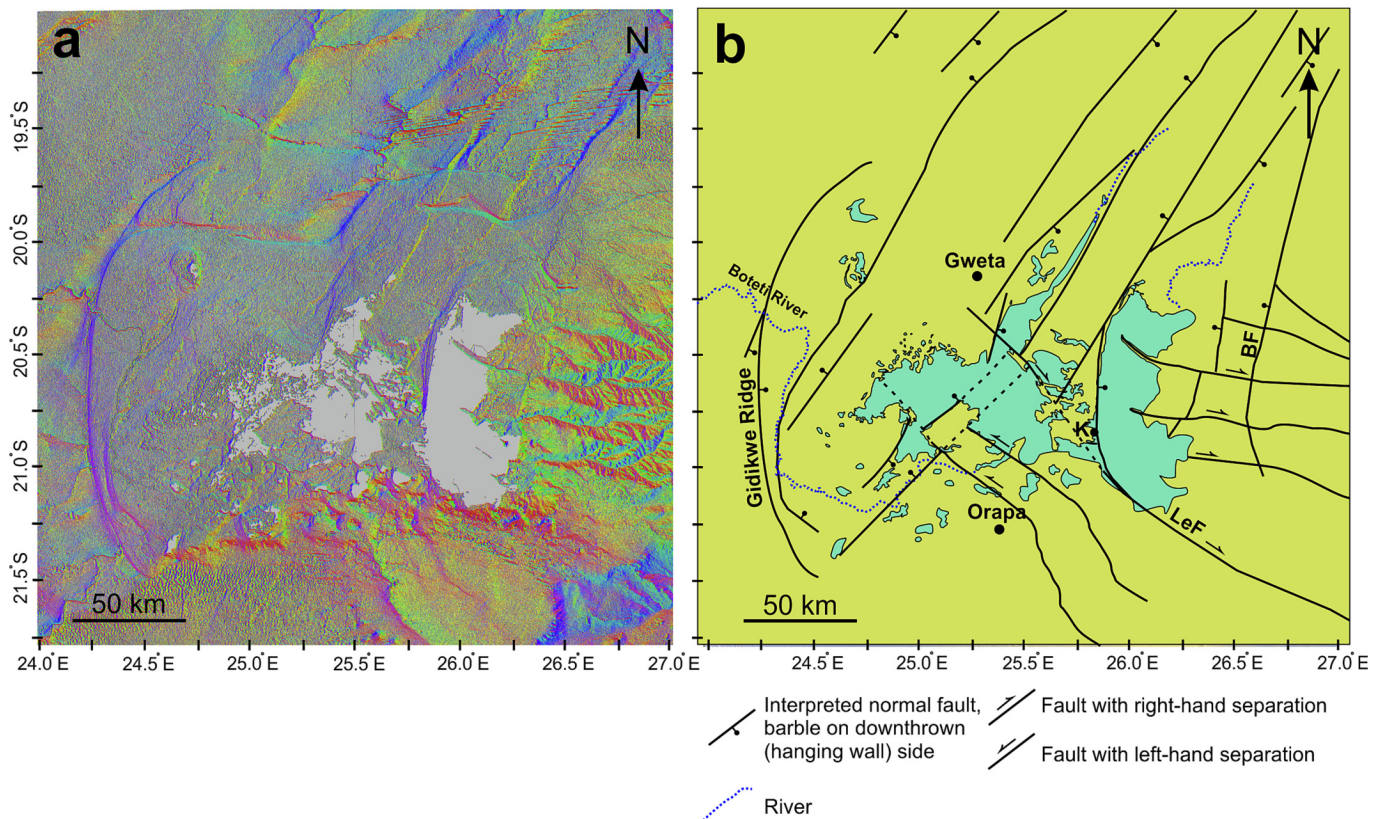 a
N
19.5°S
20.0°S
20.5°S
21.0°S
21.5°S
50 km
24.0°E
24.5°E
25.0°E
25.5°E
26.0°E
26.5°E
27.0°E
b
N
Gweta
Boteti River
BF
Gidikwe Ridge
K
Orapa
LeF
50 km
24.5°E
25.0°E
25.5°E
26.0°E
26.5°E
27.0°E
Interpreted normal fault,
barble on downthrown
(hanging wall) side
Fault with right-hand separation
Fault with left-hand separation
River